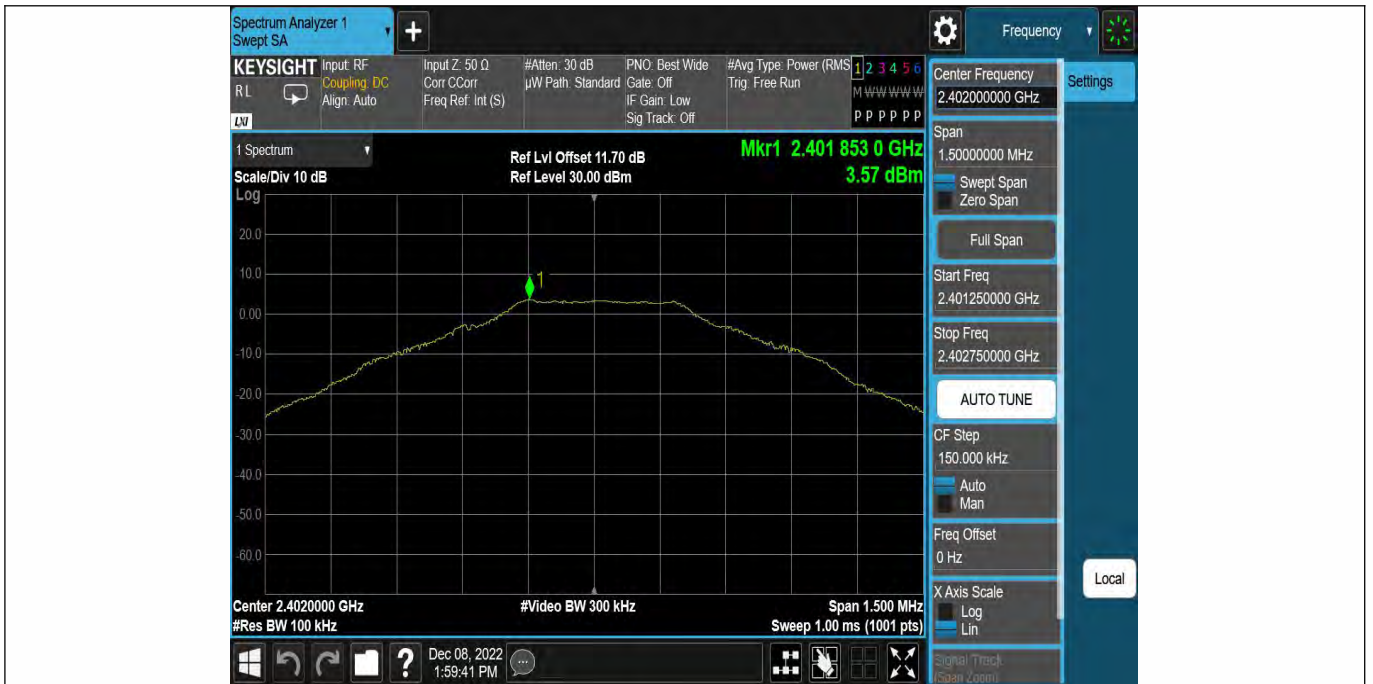 Spectrum Analyzer 1
Swept SA
+
Frequency
KEYSIGHT
RL
LXI
Input: RF
Coupling: DC
Align: Auto
Input Z: 50 Ω
Corr CCorr
Freq Ref: Int (S)
#Atten: 30 dB
µW Path: Standard
PNO: Best Wide
Gate: Off
IF Gain: Low
Sig Track: Off
#Avg Type: Power (RMS
Trig: Free Run
1 2 3 4 5 6
M W W W W W
P P P P P P
1 Spectrum
Scale/Div 10 dB
Log
Ref Lvl Offset 11.70 dB
Ref Level 30.00 dBm
Mkr1 2.401 853 0 GHz
3.57 dBm
20.0
10.0
0.00
-10.0
-20.0
-30.0
-40.0
-50.0
-60.0
1
Center 2.4020000 GHz
#Res BW 100 kHz
#Video BW 300 kHz
Span 1.500 MHz
Sweep 1.00 ms (1001 pts)
Center Frequency
2.402000000 GHz
Settings
Span
1.50000000 MHz
Swept Span
Zero Span
Full Span
Start Freq
2.401250000 GHz
Stop Freq
2.402750000 GHz
AUTO TUNE
CF Step
150.000 kHz
Auto
Man
Freq Offset
0 Hz
X Axis Scale
Log
Lin
Local
Signal Track
(Span Zoom)
?
Dec 08, 2022
1:59:41 PM